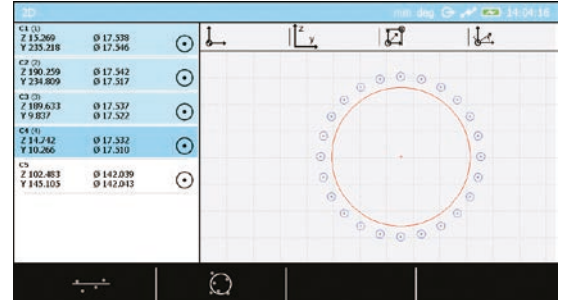 2D
mm deg
14:04:16
C1 (1)
Z 15.269 Ø 17.538
Y 235.218 Ø 17.546
C2 (2)
Z 190.259 Ø 17.542
Y 234.809 Ø 17.517
C3 (3)
Z 189.633 Ø 17.537
Y 9.837 Ø 17.522
C4 (4)
Z 14.742 Ø 17.532
Y 10.266 Ø 17.510
C5
Z 102.483 Ø 142.039
Y 145.105 Ø 142.043
z
y